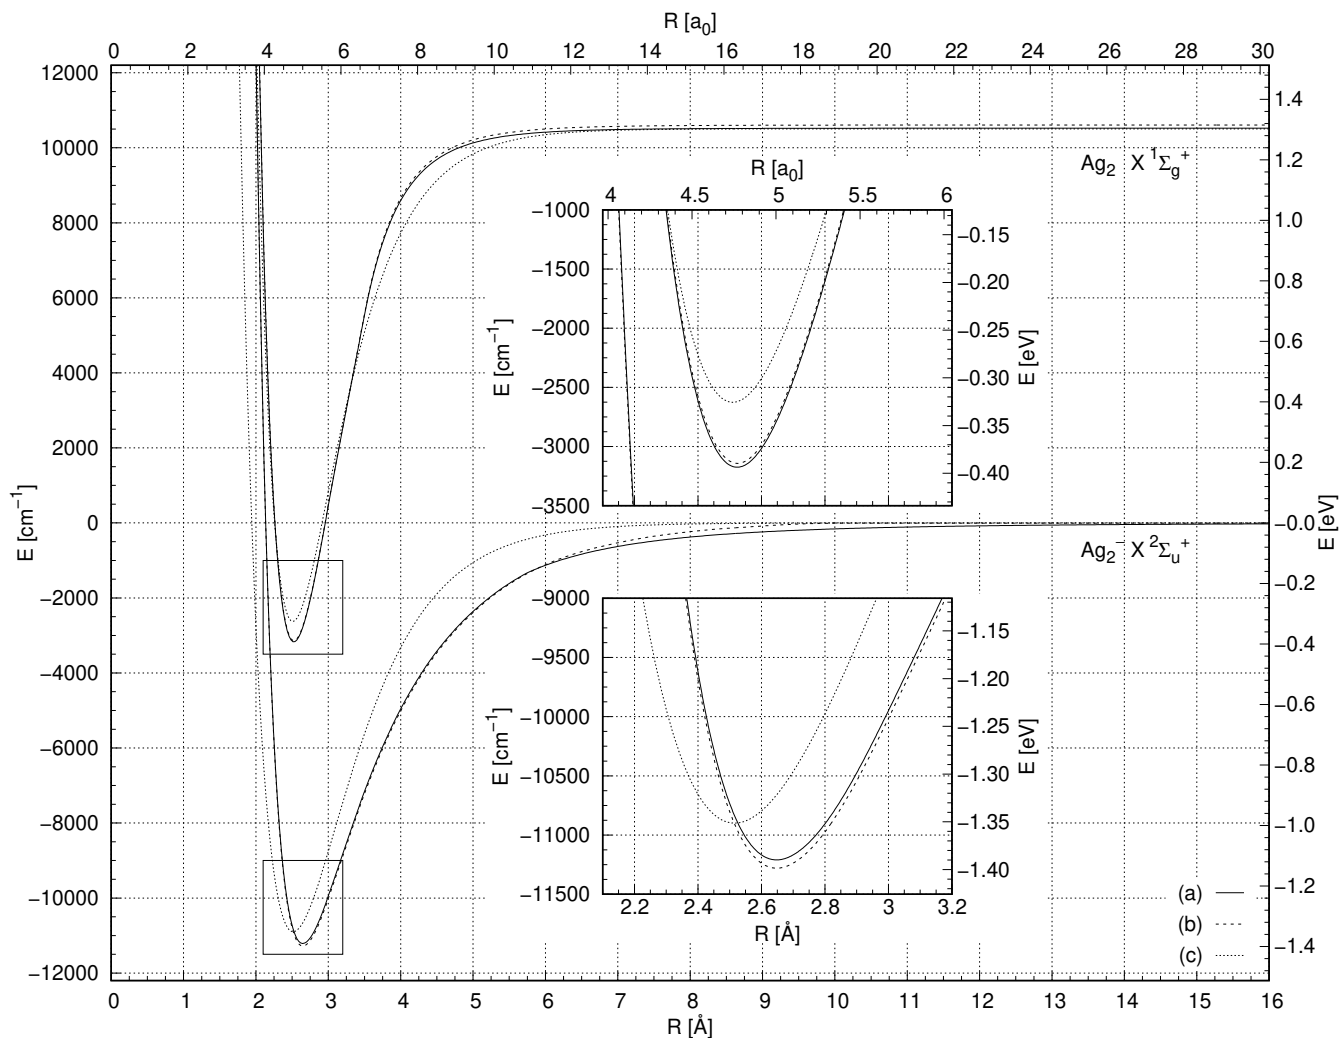 R [a0]
0 2 4 6 8 10 12 14 16 18 20 22 24 26 28 30
12000
10000
8000
6000
4000
2000
0
−2000
−4000
−6000
−8000
−10000
−12000
E [cm−1]
1.4
1.2
1.0
0.8
0.6
0.4
0.2
−0.0
−0.2
−0.4
−0.6
−0.8
−1.0
−1.2
−1.4
E [eV]
Ag2 X 1Σg+
R [a0]
4 4.5 5 5.5 6
−1000
−1500
−2000
−2500
−3000
−3500
E [cm−1]
−0.15
−0.20
−0.25
−0.30
−0.35
−0.40
E [eV]
Ag2− X 2Σu+
−9000
−9500
−10000
−10500
−11000
−11500
E [cm−1]
−1.15
−1.20
−1.25
−1.30
−1.35
−1.40
E [eV]
2.2 2.4 2.6 2.8 3 3.2
R [Å]
(a)
(b)
(c)
0 1 2 3 4 5 6 7 8 9 10 11 12 13 14 15 16
R [Å]